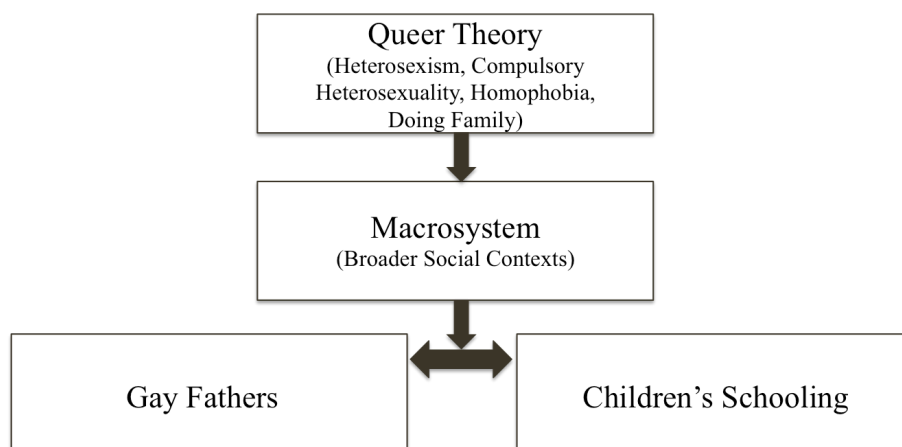 Queer Theory
(Heterosexism, Compulsory
Heterosexuality, Homophobia,
Doing Family)
Macrosystem
(Broader Social Contexts)
Gay Fathers
Children’s Schooling